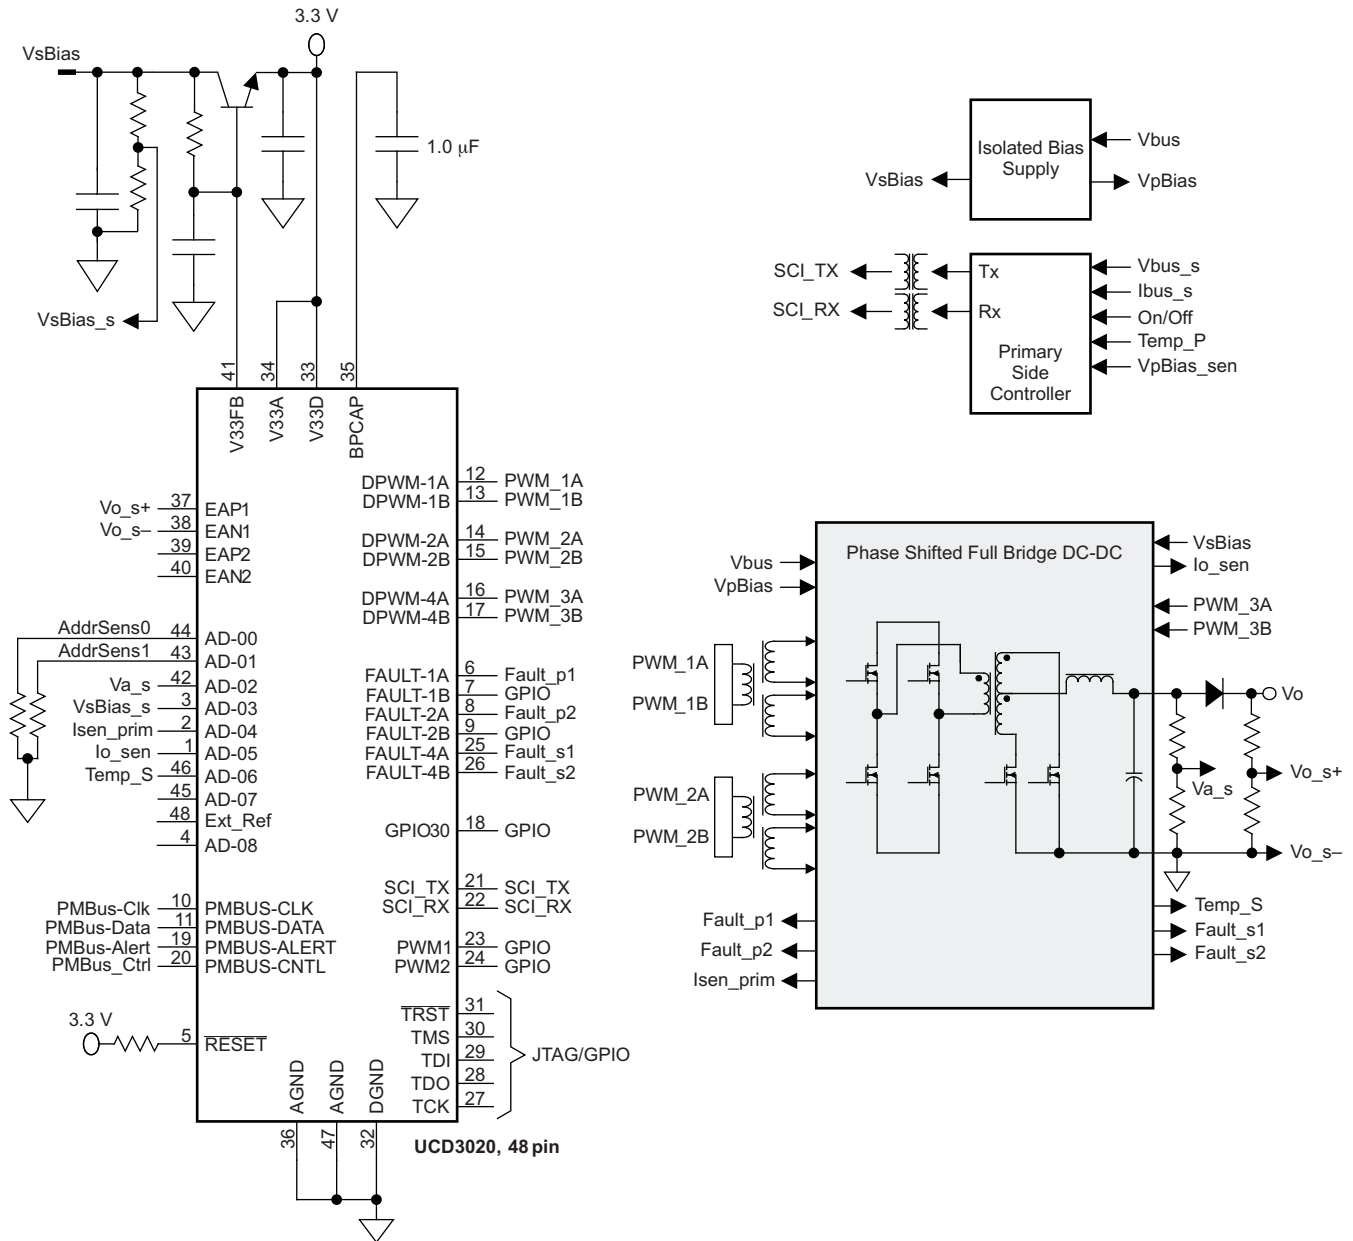 3.3 V
VsBias
1.0 µF
VsBias_s
41
34
33
35
V33FB
V33A
V33D
BPCAP
Vo_s+ 37 EAP1
Vo_s– 38 EAN1
39 EAP2
40 EAN2
AddrSens0 44 AD-00
AddrSens1 43 AD-01
Va_s 42 AD-02
VsBias_s 3 AD-03
Isen_prim 2 AD-04
Io_sen 1 AD-05
Temp_S 46 AD-06
45 AD-07
48 Ext_Ref
4 AD-08
PMBus-Clk 10 PMBUS-CLK
PMBus-Data 11 PMBUS-DATA
PMBus-Alert 19 PMBUS-ALERT
PMBus_Ctrl 20 PMBUS-CNTL
3.3 V
5 RESET
DPWM-1A 12 PWM_1A
DPWM-1B 13 PWM_1B
DPWM-2A 14 PWM_2A
DPWM-2B 15 PWM_2B
DPWM-4A 16 PWM_3A
DPWM-4B 17 PWM_3B
FAULT-1A 6 Fault_p1
FAULT-1B 7 GPIO
FAULT-2A 8 Fault_p2
FAULT-2B 9 GPIO
FAULT-4A 25 Fault_s1
FAULT-4B 26 Fault_s2
GPIO30 18 GPIO
SCI_TX 21 SCI_TX
SCI_RX 22 SCI_RX
PWM1 23 GPIO
PWM2 24 GPIO
TRST 31
TMS 30
TDI 29
TDO 28
TCK 27
JTAG/GPIO
AGND
AGND
DGND
36
47
32
UCD3020, 48 pin
Isolated Bias
Supply
Vbus
VpBias
VsBias
SCI_TX
SCI_RX
Tx
Rx
Primary
Side
Controller
Vbus_s
Ibus_s
On/Off
Temp_P
VpBias_sen
Phase Shifted Full Bridge DC-DC
Vbus
VpBias
PWM_1A
PWM_1B
PWM_2A
PWM_2B
Fault_p1
Fault_p2
Isen_prim
VsBias
Io_sen
PWM_3A
PWM_3B
Vo
Va_s
Vo_s+
Vo_s–
Temp_S
Fault_s1
Fault_s2